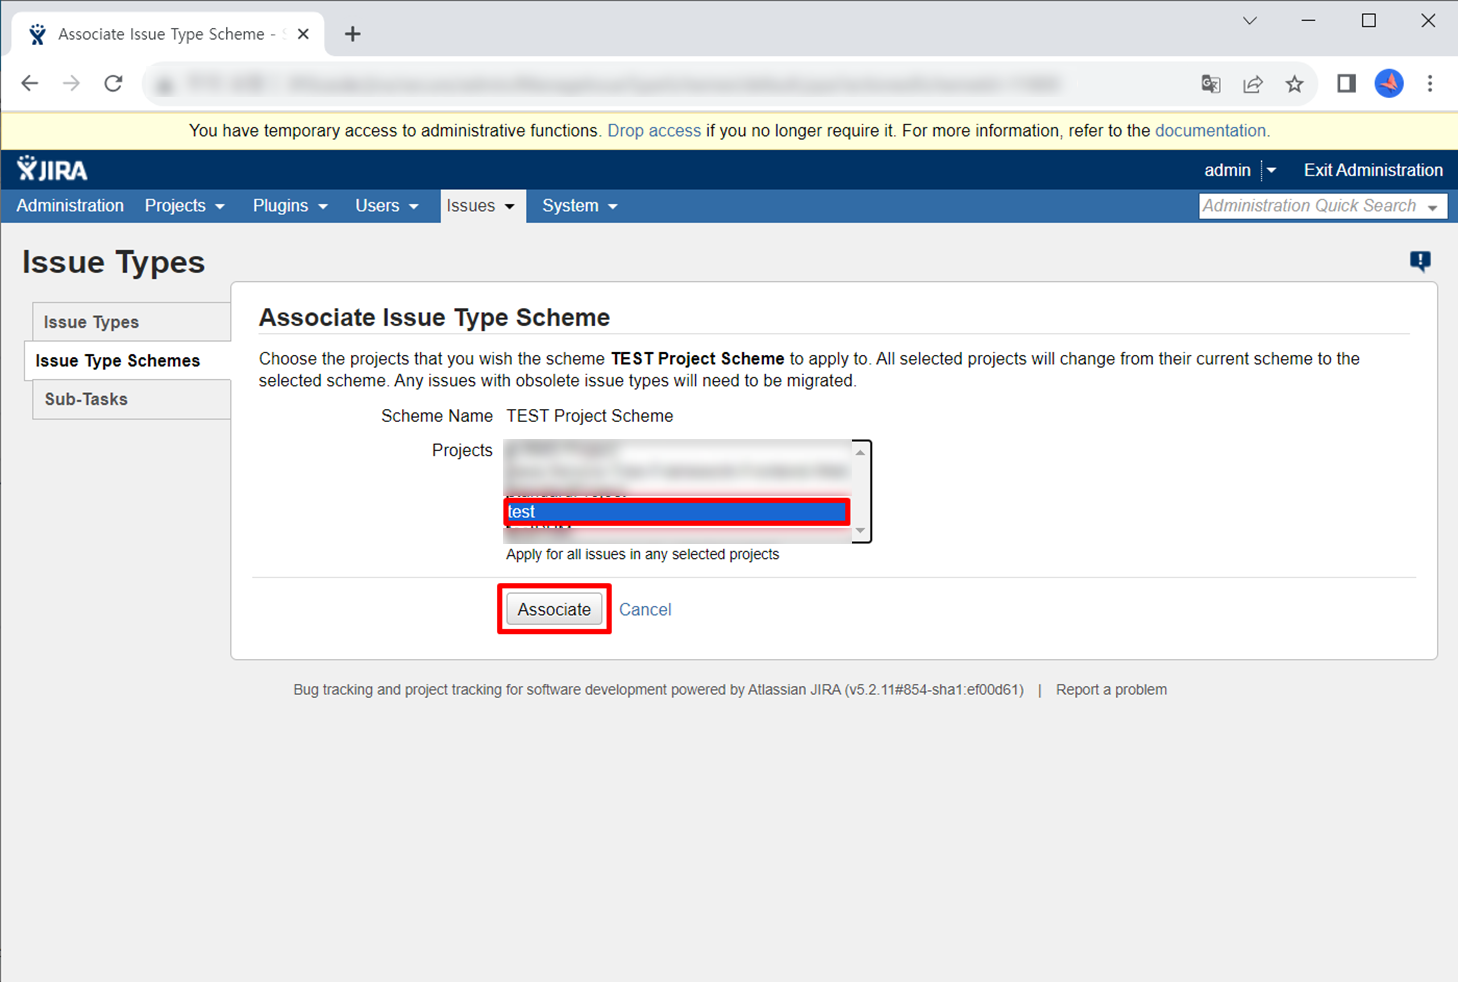 Associate Issue Type Scheme -
You have temporary access to administrative functions. Drop access if you no longer require it. For more information, refer to the documentation.
JIRA
admin
Exit Administration
Administration Projects Plugins Users Issues System
Administration Quick Search
Issue Types
Issue Types
Issue Type Schemes
Sub-Tasks
Associate Issue Type Scheme
Choose the projects that you wish the scheme TEST Project Scheme to apply to. All selected projects will change from their current scheme to the
selected scheme. Any issues with obsolete issue types will need to be migrated.
Scheme Name TEST Project Scheme
Projects
test
Apply for all issues in any selected projects
Associate Cancel
Bug tracking and project tracking for software development powered by Atlassian JIRA (v5.2.11#854-sha1:ef00d61) | Report a problem